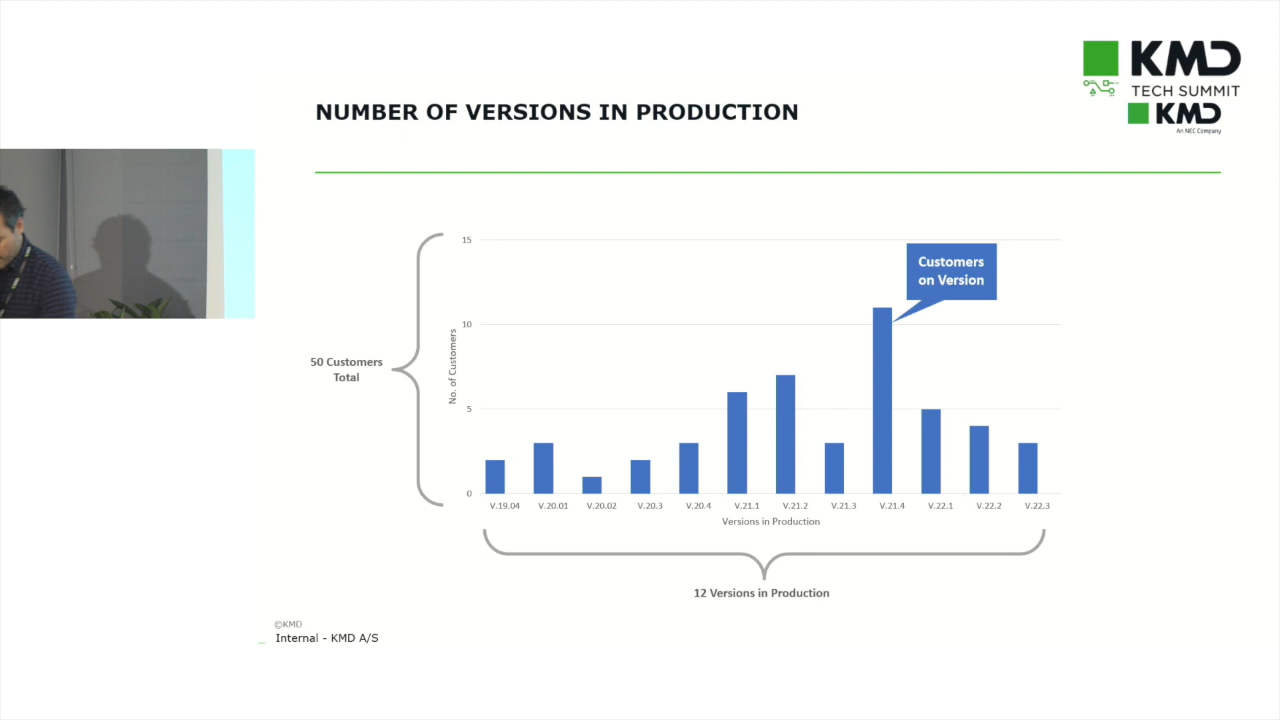 KMD
TECH SUMMIT
KMD
An NEC Company
NUMBER OF VERSIONS IN PRODUCTION
50 Customers
Total
No. of Customers
15
10
5
0
Customers
on Version
V.19.04 V.20.01 V.20.02 V.20.3 V.20.4 V.21.1 V.21.2 V.21.3 V.21.4 V.22.1 V.22.2 V.22.3
Versions in Production
12 Versions in Production
©KMD
Internal - KMD A/S